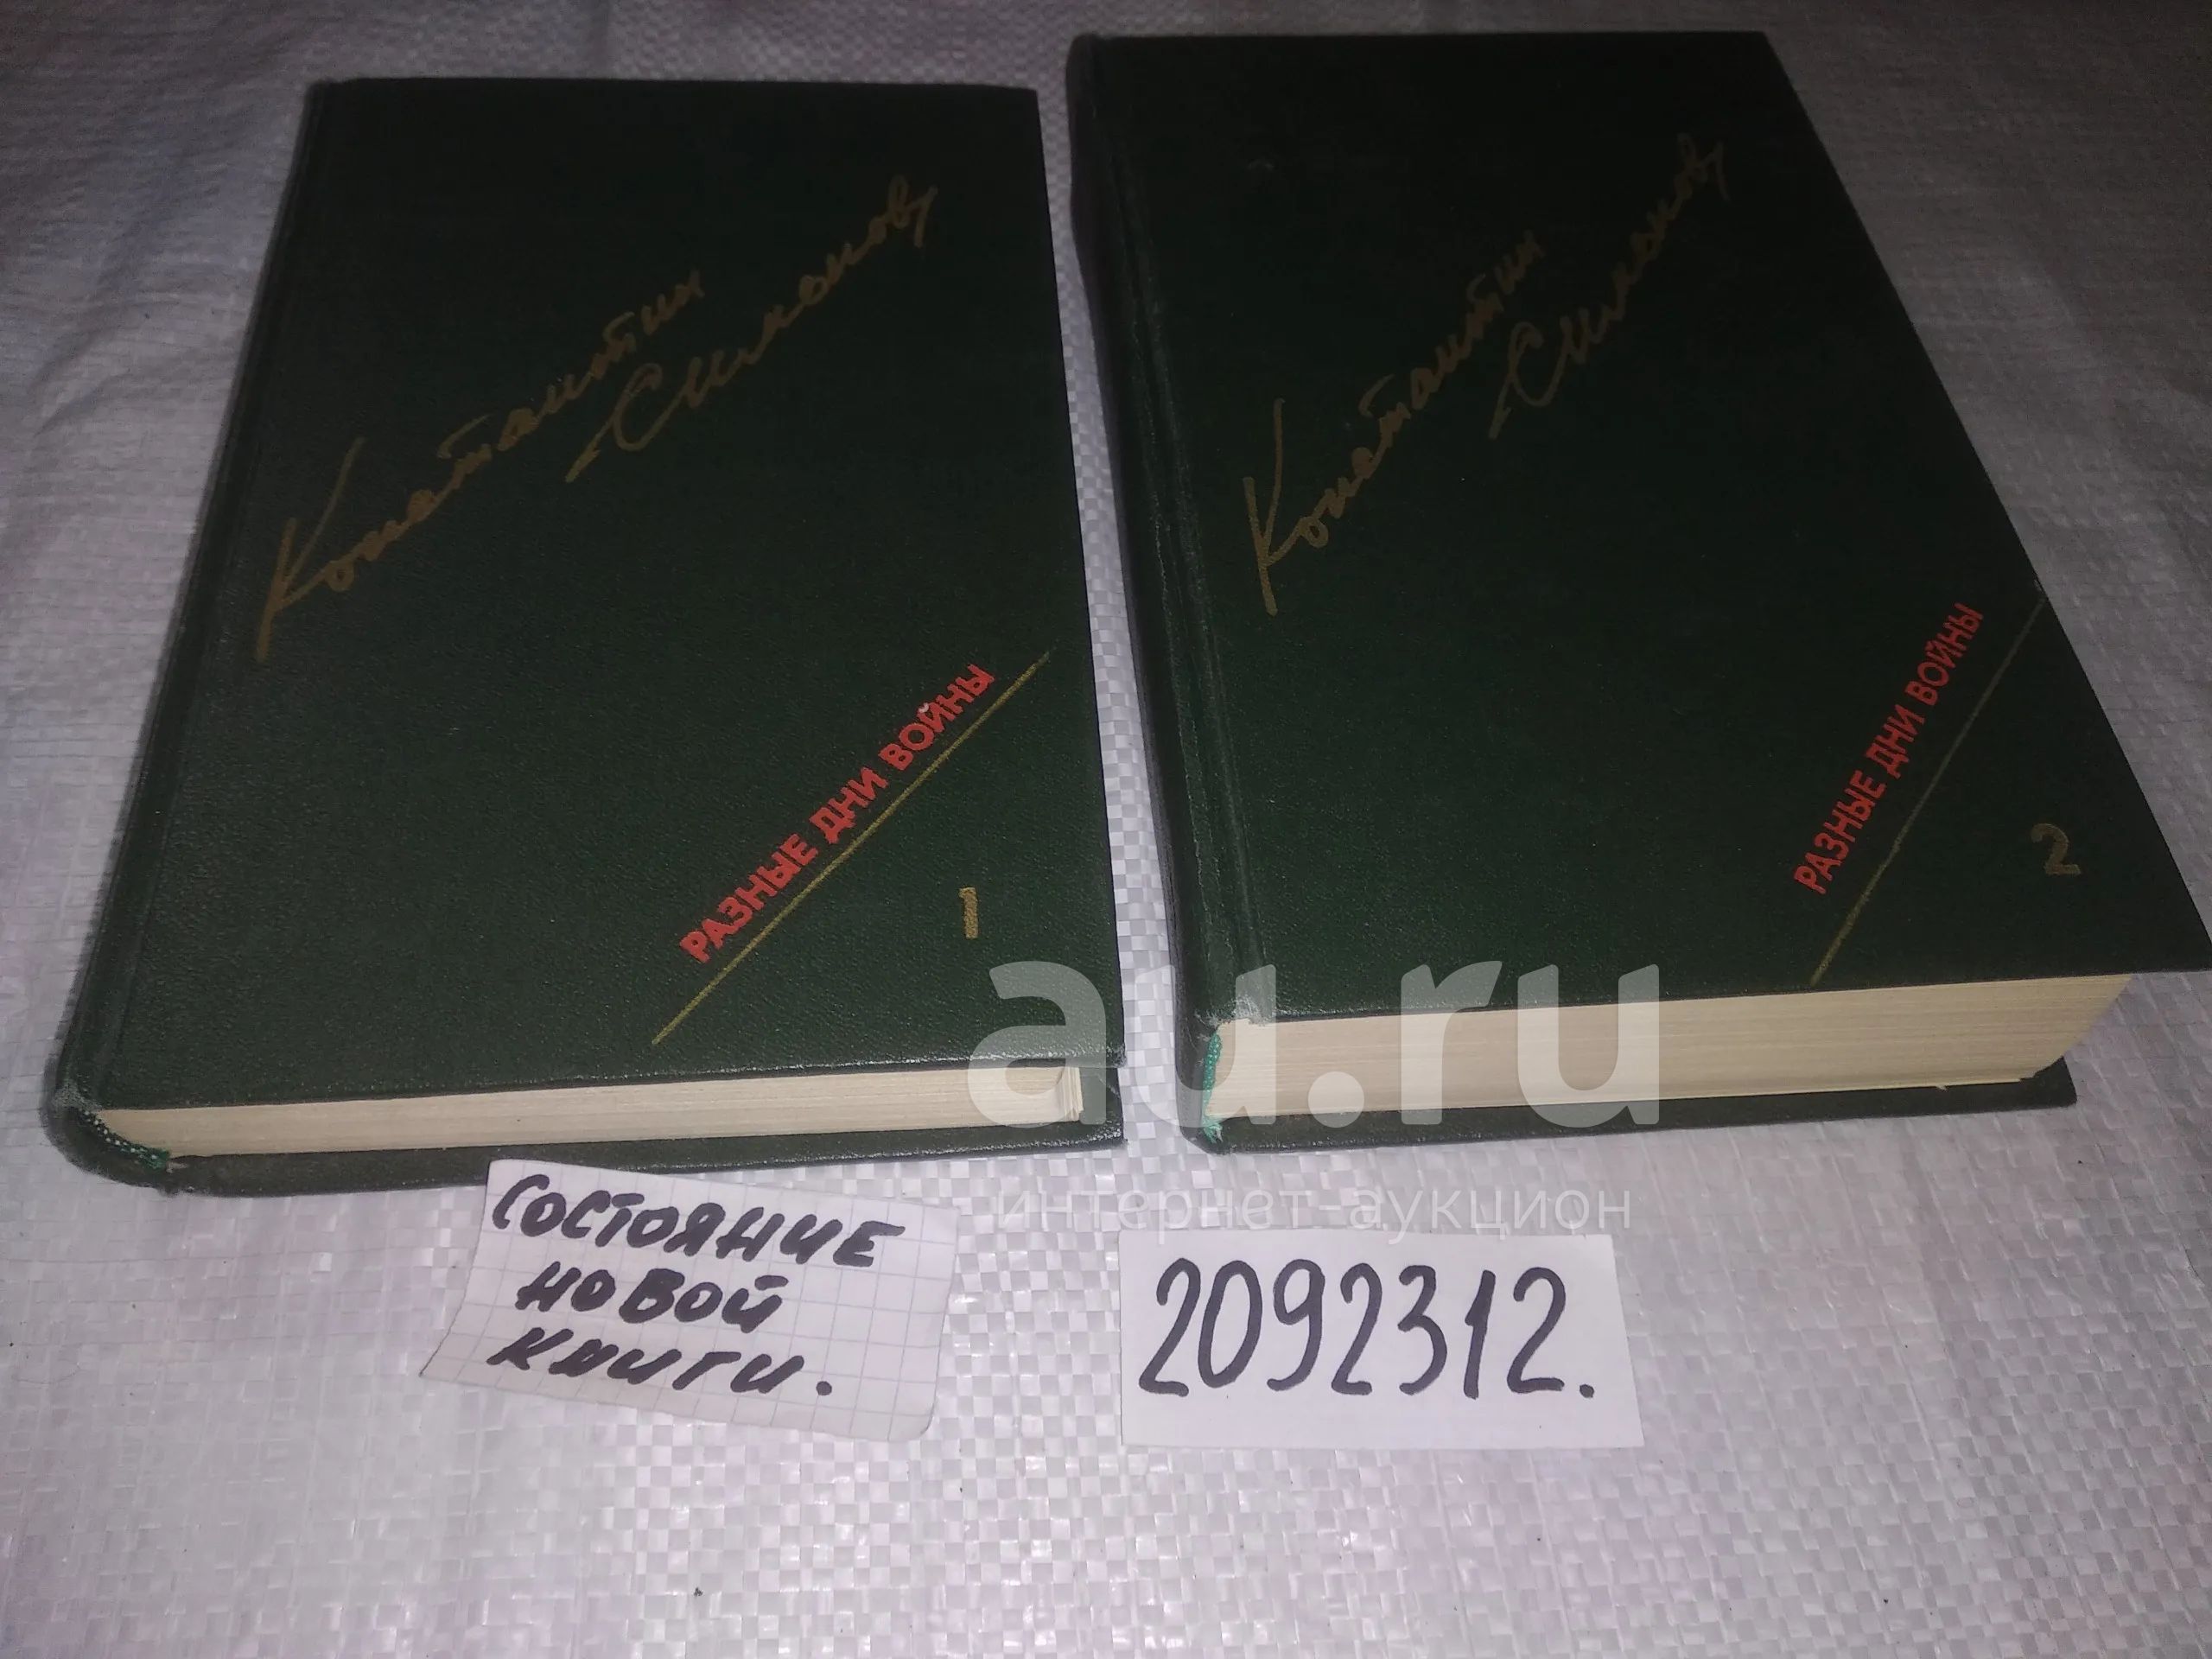 Константин
Симонов
РАЗНЫЕ ДНИ ВОЙНЫ
1
Константин
Симонов
РАЗНЫЕ ДНИ ВОЙНЫ
2
au.ru
интернет-аукцион
СОСТОЯНИЕ
НОВОЙ
КНИГИ.
2092312.